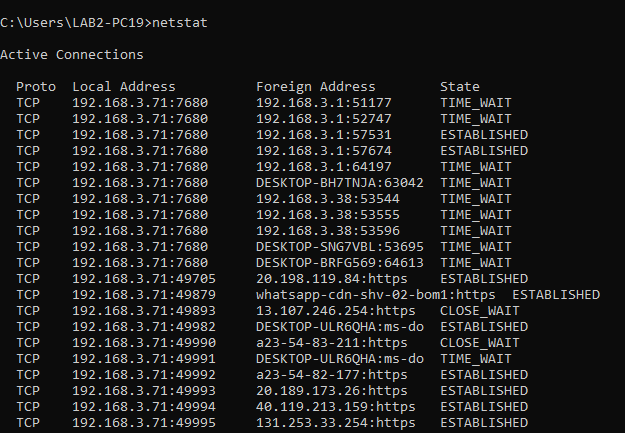 C:\Users\LAB2-PC19>netstat
Active Connections
Proto Local Address Foreign Address State
TCP 192.168.3.71:7680 192.168.3.1:51177 TIME_WAIT
TCP 192.168.3.71:7680 192.168.3.1:52747 TIME_WAIT
TCP 192.168.3.71:7680 192.168.3.1:57531 ESTABLISHED
TCP 192.168.3.71:7680 192.168.3.1:57674 ESTABLISHED
TCP 192.168.3.71:7680 192.168.3.1:64197 TIME_WAIT
TCP 192.168.3.71:7680 DESKTOP-BH7TNJA:63042 TIME_WAIT
TCP 192.168.3.71:7680 192.168.3.38:53544 TIME_WAIT
TCP 192.168.3.71:7680 192.168.3.38:53555 TIME_WAIT
TCP 192.168.3.71:7680 192.168.3.38:53596 TIME_WAIT
TCP 192.168.3.71:7680 DESKTOP-SNG7VBL:53695 TIME_WAIT
TCP 192.168.3.71:7680 DESKTOP-BRFG569:64613 TIME_WAIT
TCP 192.168.3.71:49705 20.198.119.84:https ESTABLISHED
TCP 192.168.3.71:49879 whatsapp-cdn-shv-02-bom1:https ESTABLISHED
TCP 192.168.3.71:49893 13.107.246.254:https CLOSE_WAIT
TCP 192.168.3.71:49982 DESKTOP-ULR6QHA:ms-do ESTABLISHED
TCP 192.168.3.71:49990 a23-54-83-211:https CLOSE_WAIT
TCP 192.168.3.71:49991 DESKTOP-ULR6QHA:ms-do TIME_WAIT
TCP 192.168.3.71:49992 a23-54-82-177:https ESTABLISHED
TCP 192.168.3.71:49993 20.189.173.26:https ESTABLISHED
TCP 192.168.3.71:49994 40.119.213.159:https ESTABLISHED
TCP 192.168.3.71:49995 131.253.33.254:https ESTABLISHED